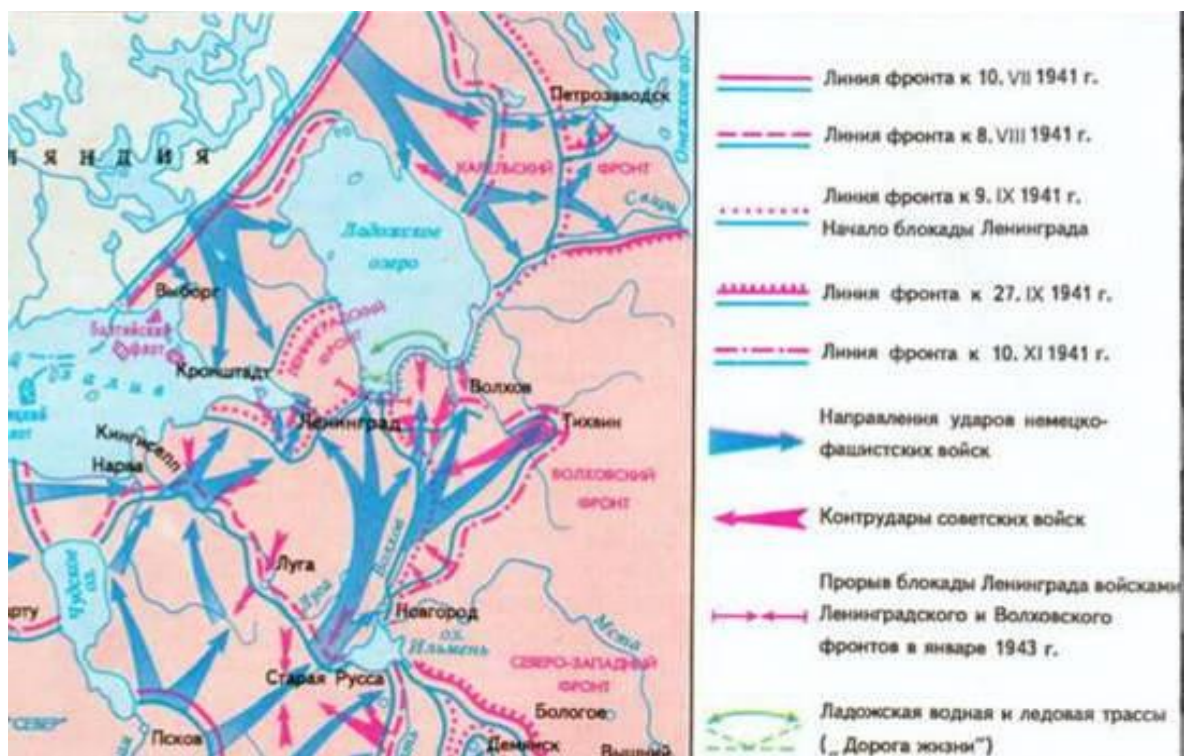 ЛЯНДИЯ
Петрозаводск
Онежское оз.
КАРЕЛЬСКИЙ ФРОНТ
Свирь
Ладожское
озеро
Выборг
Балтийский
флот
ЛЕНИНГРАДСКИЙ
ФРОНТ
Кронштадт
Волхов
Ленинград
Тихвин
Кингисепп
Нарва
ВОЛХОВСКИЙ
ФРОНТ
Волхов
Луга
Луга
Чудское
оз.
Новгород
оз.
Ильмень
Мста
СЕВЕРО-ЗАПАДНЫЙ
ФРОНТ
Старая Русса
Бологое
"СЕВЕР"
Псков
Демянск
Вышний
Линия фронта к 10. VII 1941 г.
Линия фронта к 8. VIII 1941 г.
Линия фронта к 9. IX 1941 г.
Начало блокады Ленинграда
Линия фронта к 27. IX 1941 г.
Линия фронта к 10. XI 1941 г.
Направления ударов немецко-
фашистских войск
Контрудары советских войск
Прорыв блокады Ленинграда войсками
Ленинградского и Волховского
фронтов в январе 1943 г.
Ладожская водная и ледовая трассы
(„Дорога жизни")